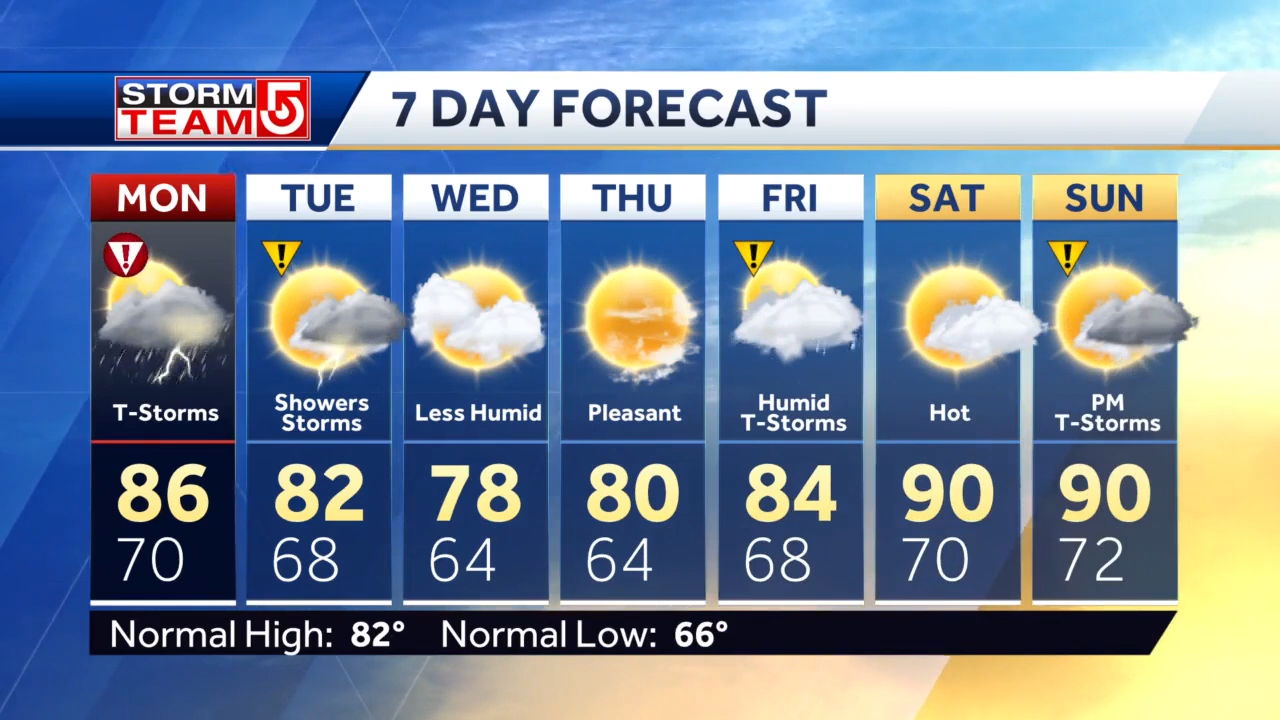 STORM
TEAM 5
7 DAY FORECAST
MON TUE WED THU FRI SAT SUN
! ! ! !
T-Storms
Showers
Storms
Less Humid
Pleasant
Humid
T-Storms
Hot
PM
T-Storms
86 82 78 80 84 90 90
70 68 64 64 68 70 72
Normal High: 82° Normal Low: 66°